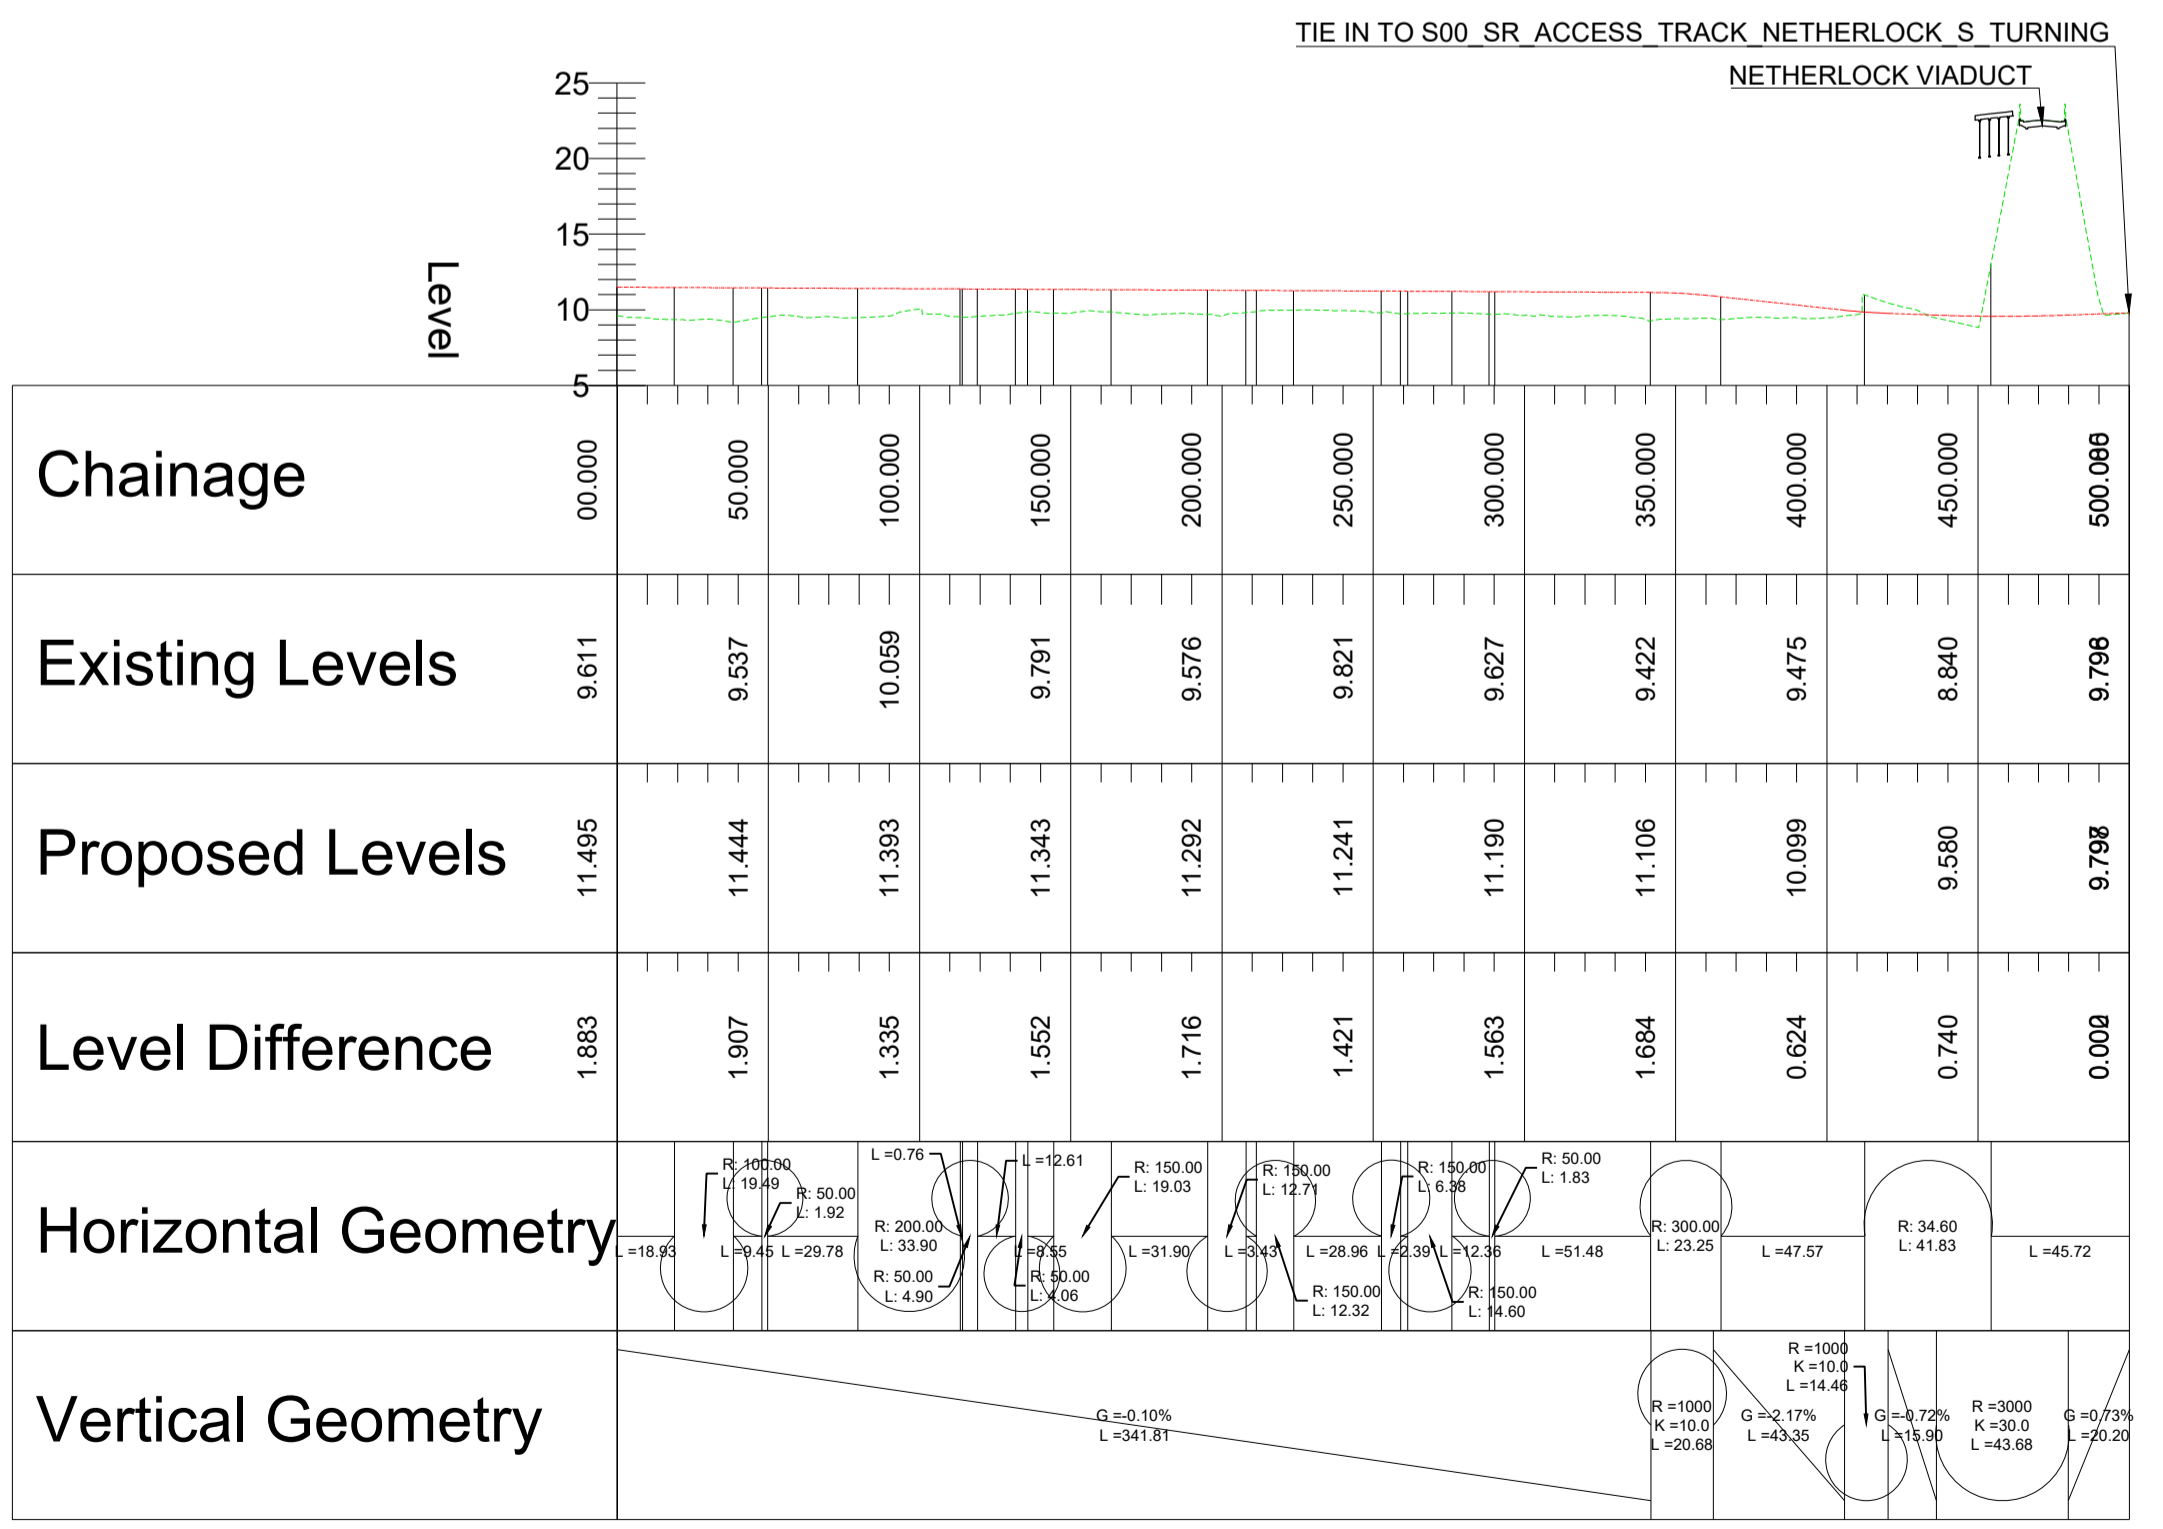 TIE IN TO S00_SR_ACCESS_TRACK_NETHERLOCK_S_TURNING
NETHERLOCK VIADUCT
25
20
15
10
5
Level
Chainage 00.000 50.000 100.000 150.000 200.000 250.000 300.000 350.000 400.000 450.000
Existing Levels 9.611 9.537 10.059 9.791 9.576 9.821 9.627 9.422 9.475 8.840
Proposed Levels 11.495 11.444 11.393 11.343 11.292 11.241 11.190 11.106 10.099 9.580
Level Difference 1.883 1.907 1.335 1.552 1.716 1.421 1.563 1.684 0.624 0.740
Horizontal Geometry
L =18.93
R: 100.00
L: 19.49
L =9.45
R: 50.00
L: 1.92
L =29.78
R: 200.00
L: 33.90
L =0.76
R: 50.00
L: 4.90
L =12.61
R: 50.00
L: 4.06
L =8.55
R: 150.00
L: 19.03
L =31.90
R: 150.00
L: 12.71
L =3.43
R: 150.00
L: 12.32
L =28.96
R: 150.00
L: 6.38
L =2.39
R: 150.00
L: 14.60
L =12.36
R: 50.00
L: 1.83
L =51.48
R: 300.00
L: 23.25
L =47.57
R: 34.60
L: 41.83
L =45.72
Vertical Geometry
G =-0.10%
L =341.81
R =1000
K =10.0
L =20.68
G =-2.17%
L =43.35
R =1000
K =10.0
L =14.46
G =-0.72%
L =15.90
R =3000
K =30.0
L =43.68
G =0.73%
L =20.20